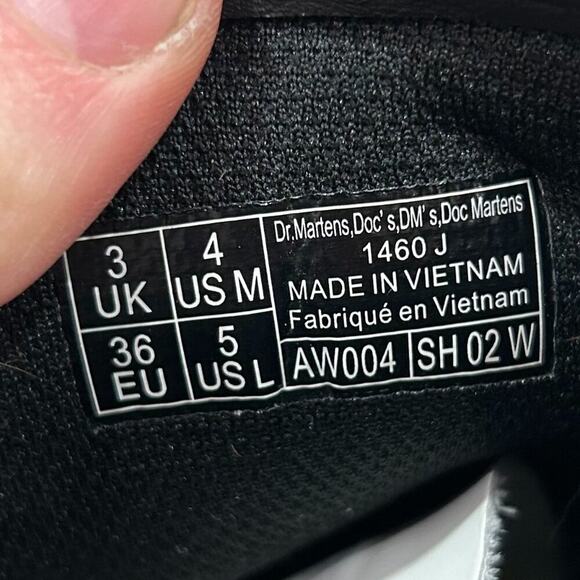 3
UK
4
US M
36
EU
5
US L
Dr.Martens,Doc's,DM's,Doc Martens
1460 J
MADE IN VIETNAM
Fabriqué en Vietnam
AW004
SH 02 W